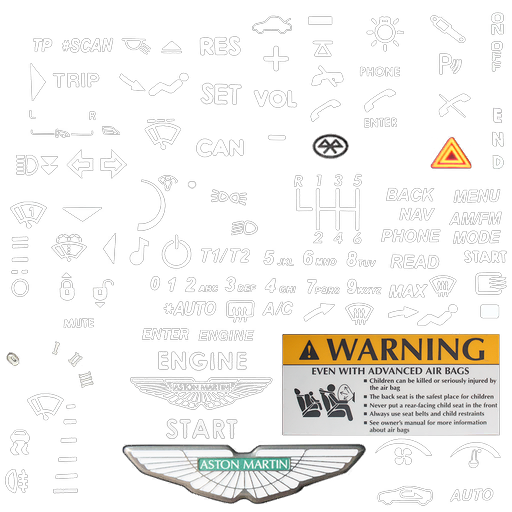 TP *SCAN RES ON OFF
TRIP PHONE P
L R SET VOL
ENTER END
CAN
R 1 3 5
2 4 6
BACK MENU
NAV AM/FM
PHONE MODE
T1/T2 5 JKL 6 MNO 8 TUV READ START
0 1 2 ABC 3 DEF 4 GHI 7 PQRS 9 WXYZ MAX
*AUTO A/C
MUTE
ENTER ENGINE
ENGINE
I
II
III
ASTON MARTIN
START
ASTON MARTIN
WARNING
EVEN WITH ADVANCED AIR BAGS
Children can be killed or seriously injured by
the air bag
The back seat is the safest place for children
Never put a rear-facing child seat in the front
Always use seat belts and child restraints
See owner's manual for more information
about air bags
AUTO